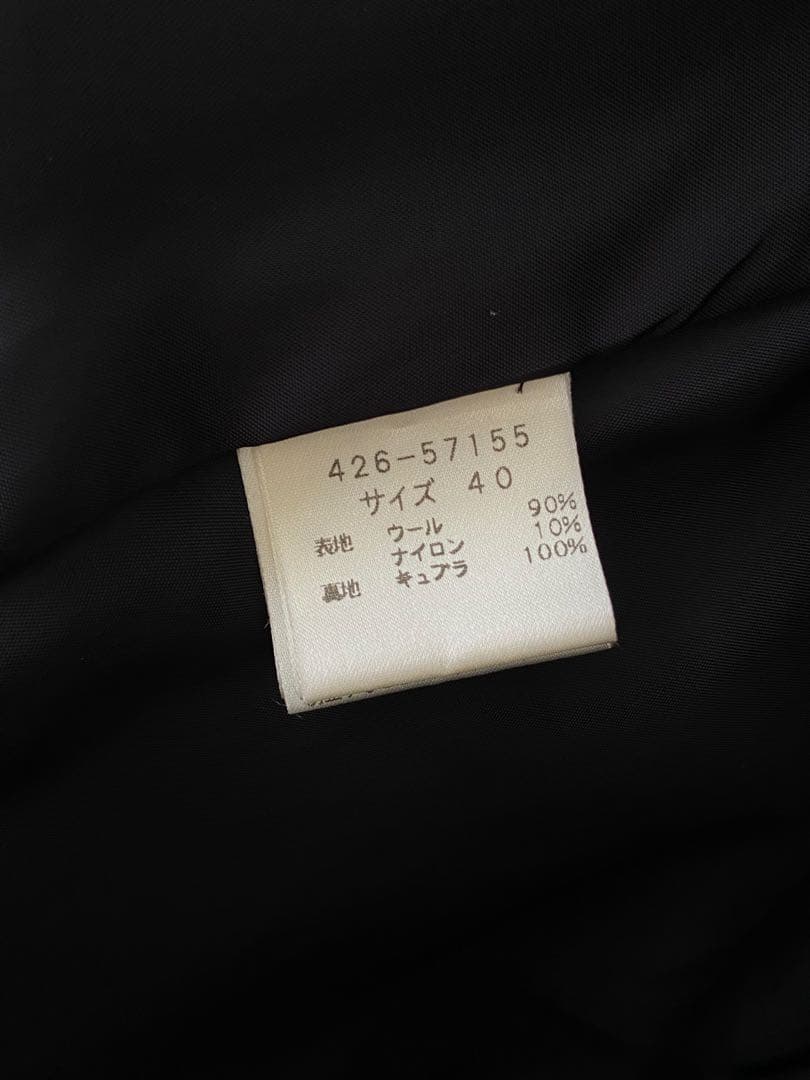 426-57155
サイズ 40
表地 ウール 90%
ナイロン 10%
裏地 キュプラ 100%